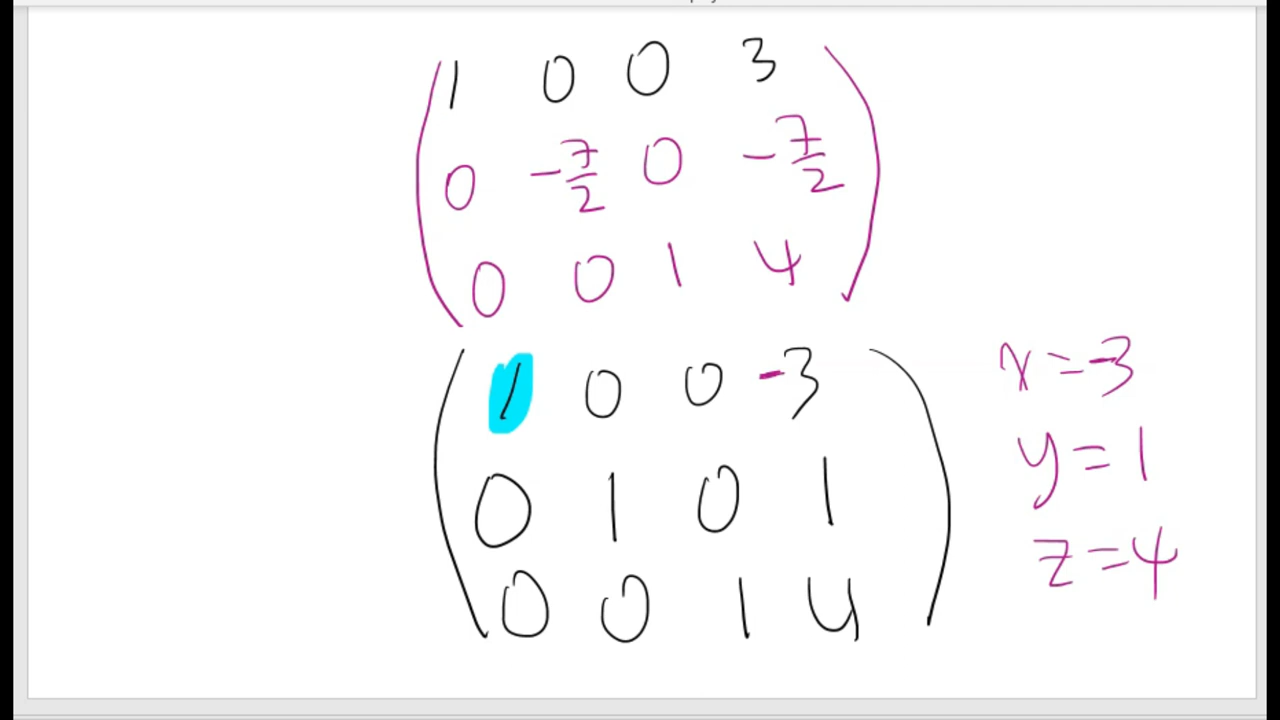 1 0 0 3
0 -7/2 0 -7/2
0 0 1 4
1 0 0 -3
0 1 0 1
0 0 1 4
x=-3
y=1
z=4